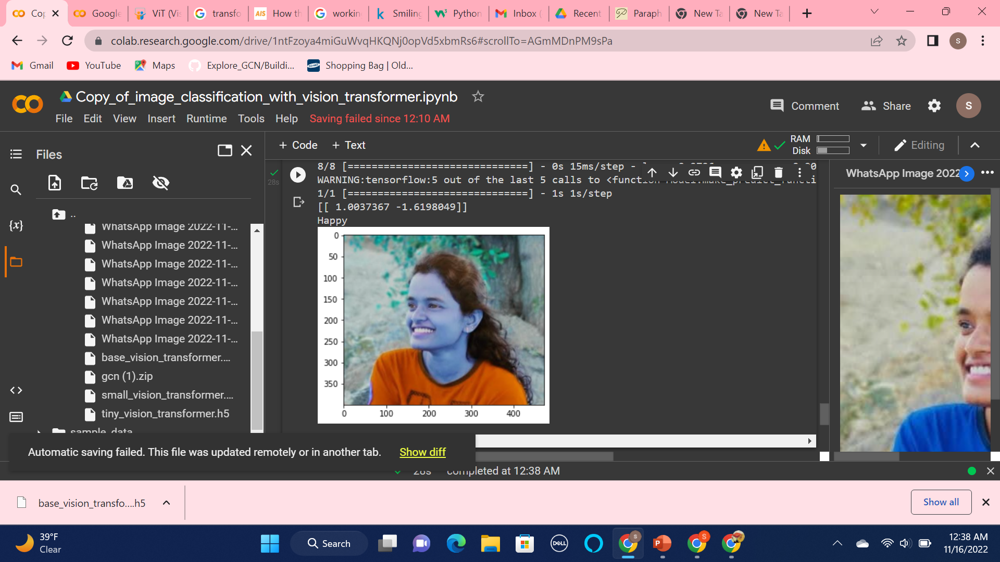 Cop
Google
ViT (Vis
transfo
AIS How th
workin
Smiling
Python
Inbox (
Recent
Paraph
New Ta
New Ta
colab.research.google.com/drive/1ntFzoya4miGuWvqHKQNj0opVd5xbmRs6#scrollTo=AGmMDnPM9sPa
S
Gmail
YouTube
Maps
Explore_GCN/Buildi...
Shopping Bag | Old...
Copy_of_image_classification_with_vision_transformer.ipynb
Comment
Share
S
File Edit View Insert Runtime Tools Help Saving failed since 12:10 AM
Files
+ Code + Text
RAM
Disk
Editing
28s
8/8 [==============================] - 0s 15ms/step -
WARNING:tensorflow:5 out of the last 5 calls to <function Model.make_predict_functi
1/1 [==============================] - 1s 1s/step
[[ 1.0037367 -1.6198049]]
Happy
0
50
100
150
200
250
300
350
0 100 200 300 400
WhatsApp Image 2022
..
{x}
WhatsApp Image 2022-11-...
WhatsApp Image 2022-11-...
WhatsApp Image 2022-11-...
WhatsApp Image 2022-11-...
WhatsApp Image 2022-11-...
WhatsApp Image 2022-11-...
WhatsApp Image 2022-11-...
base_vision_transformer....
gcn (1).zip
small_vision_transformer....
tiny_vision_transformer.h5
sample_data
Automatic saving failed. This file was updated remotely or in another tab. Show diff
28s completed at 12:38 AM
base_vision_transfo....h5
Show all
39°F
Clear
Search
DELL
S
P
S
12:38 AM
11/16/2022